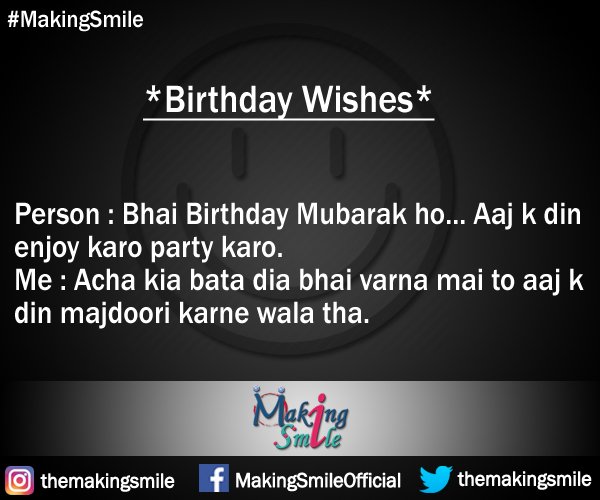 #MakingSmile
*Birthday Wishes*
Person : Bhai Birthday Mubarak ho... Aaj k din
enjoy karo party karo.
Me : Acha kia bata dia bhai varna mai to aaj k
din majdoori karne wala tha.
Making
Smile
themakingsmile
MakingSmileOfficial
themakingsmile